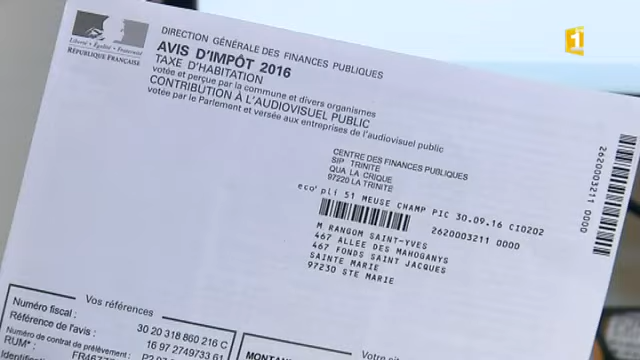 1
Liberté • Égalité • Fraternité
RÉPUBLIQUE FRANÇAISE
DIRECTION GÉNÉRALE DES FINANCES PUBLIQUES
AVIS D'IMPÔT 2016
TAXE D'HABITATION
votée et perçue par la commune et divers organismes
CONTRIBUTION À L'AUDIOVISUEL PUBLIC
votée par le Parlement et versée aux entreprises de l'audiovisuel public
CENTRE DES FINANCES PUBLIQUES
SIP TRINITE
QUA LA CRIQUE
97220 LA TRINITE
eco'pli 51 MEUSE CHAMP PIC 30.09.16 CI0202
2620003211 0000
M RANGOM SAINT-YVES
467 ALLEE DES MAHOGANYS
467 FONDS SAINT JACQUES
SAINTE MARIE
97230 STE MARIE
2620003211 0000
Vos références
Numéro fiscal :
30 20 318 860 216 C
Référence de l'avis :
16 97 2749733 61
Numéro de contrat de prélèvement :
RUM* :